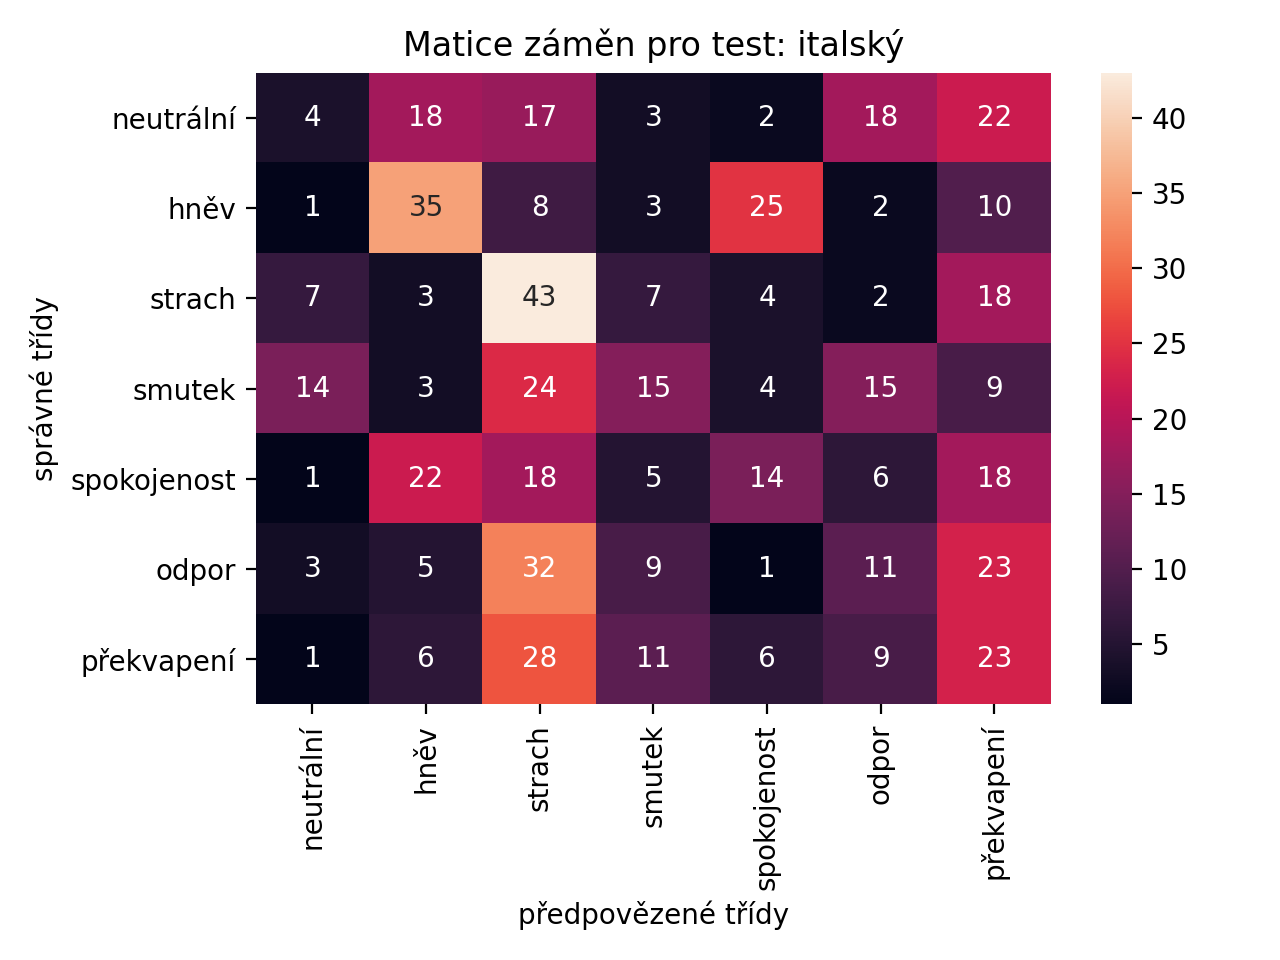 Matice záměn pro test: italský
neutrální 4 18 17 3 2 18 22
hněv 1 35 8 3 25 2 10
strach 7 3 43 7 4 2 18
smutek 14 3 24 15 4 15 9
spokojenost 1 22 18 5 14 6 18
odpor 3 5 32 9 1 11 23
překvapení 1 6 28 11 6 9 23
správné třídy
neutrální hněv strach smutek spokojenost odpor překvapení
předpovězené třídy
40
35
30
25
20
15
10
5